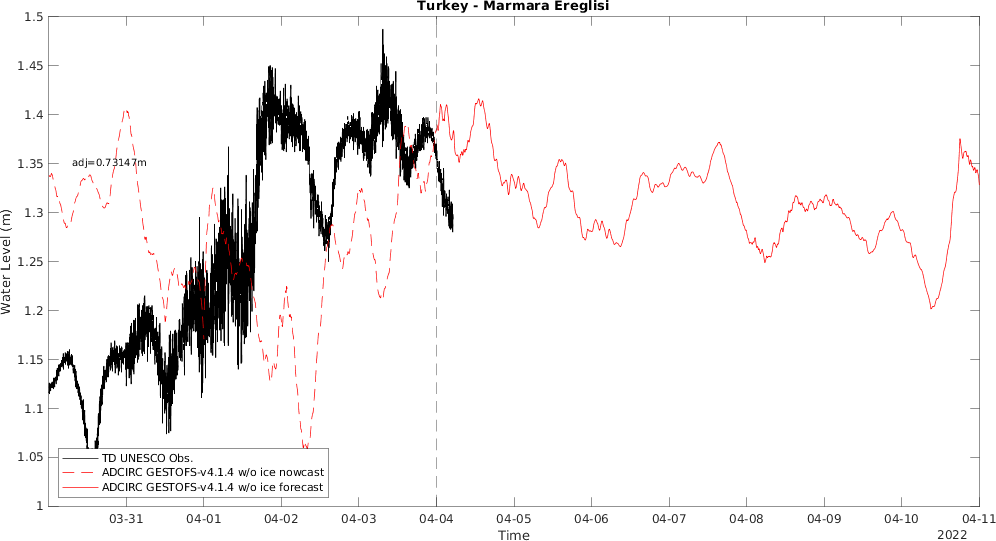 Turkey - Marmara Ereglisi
1.5
1.45
1.4
1.35
1.3
1.25
1.2
1.15
1.1
1.05
1
Water Level (m)
adj=0.73147m
TD UNESCO Obs.
ADCIRC GESTOFS-v4.1.4 w/o ice nowcast
ADCIRC GESTOFS-v4.1.4 w/o ice forecast
03-31 04-01 04-02 04-03 04-04 04-05 04-06 04-07 04-08 04-09 04-10 04-11
Time
2022